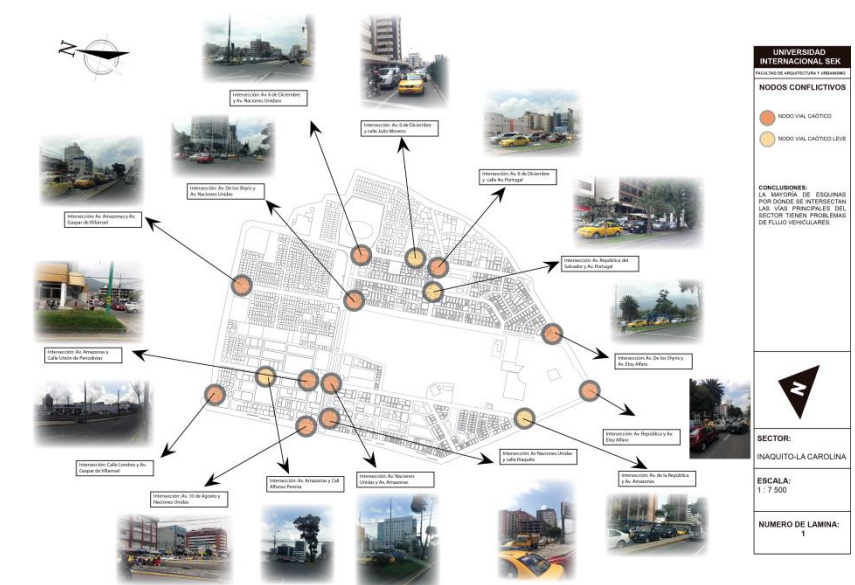 N
Intersección: Av. 6 de Diciembre
y Av. Naciones Unidasv
Intersección: Av. 6 de Diciembre
y calle Julio Moreno
Intersección: Av. 6 de Diciembre
y calle Av. Portugal
Intersección: Av. De los Shyris y
Av. Naciones Unidas
Intersección: Av. Amazonas y Av.
Gaspar de Villaroel
Intersección: Av. República del
Salvador y Av. Portugal
Intersección: Av. De los Shyris y
Av. Eloy Alfaro
Intersección: Av. Amazonas y
Calle Unión de Periodistas
Intersección: Av. República y Av.
Eloy Alfaro
Intersección: Calle Londres y Av.
Gaspar de Villarroel
Intersección: Av. 10 de Agosto y
Naciones Unidas
Intersección: Av. Amazonas y Call
Alfonso Pereira
Intersección: Av. Naciones
Unidas y Av. Amazonas
Intersección: Av Naciones Unidas
y calle Iñaquito
Intersección: Av. de la República
y Av. Amazonas
UNIVERSIDAD
INTERNACIONAL SEK
FACULTAD DE ARQUITECTURA Y URBANISMO
NODOS CONFLICTIVOS
NODO VIAL CAÓTICO
NODO VIAL CAÓTICO LEVE
CONCLUSIONES:
LA MAYORÍA DE ESQUINAS
POR DONDE SE INTERSECTAN
LAS VÍAS PRINCIPALES DEL
SECTOR TIENEN PROBLEMAS
DE FLUJO VEHICULARES.
N
SECTOR:
INAQUITO-LA CAROLINA
ESCALA:
1 : 7 500
NUMERO DE LAMINA:
1